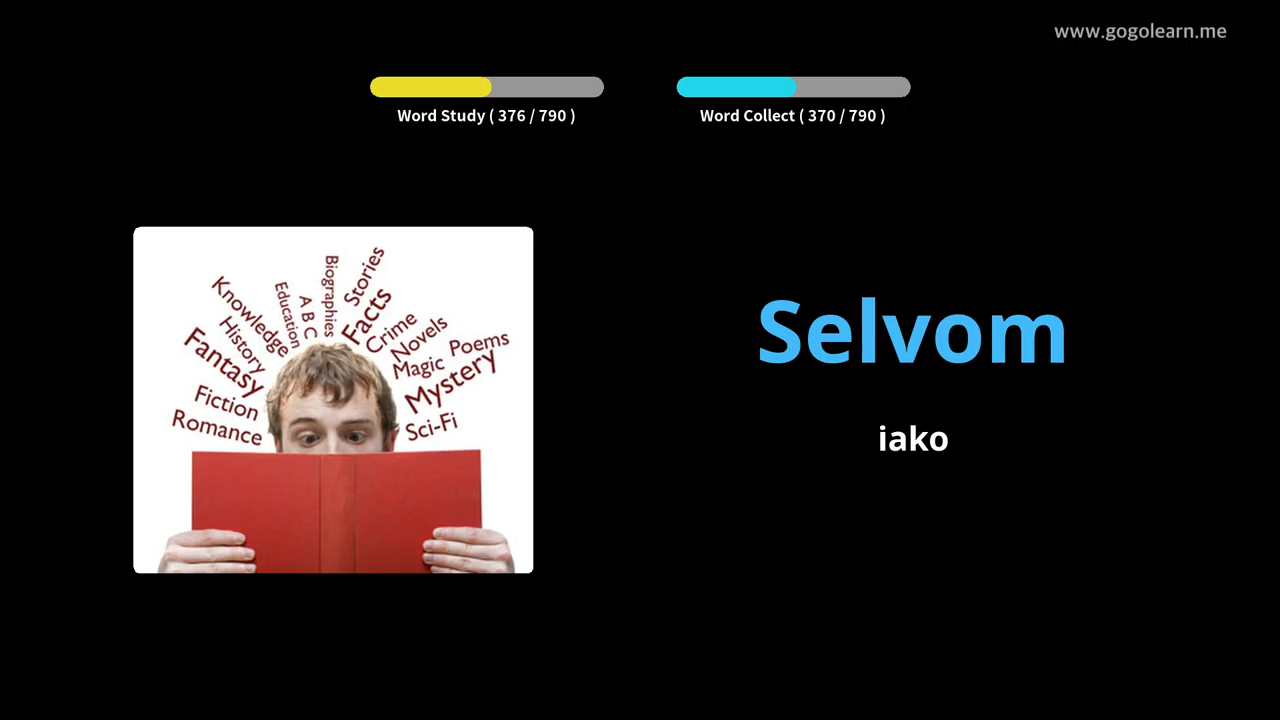 www.gogolearn.me
Word Study ( 376 / 790 )
Word Collect ( 370 / 790 )
Stories
Biographies
Facts
A B C
Education
Knowledge
Crime
History
Novels
Fantasy
Magic
Poems
Mystery
Fiction
Romance
Sci-Fi
Selvom
iako